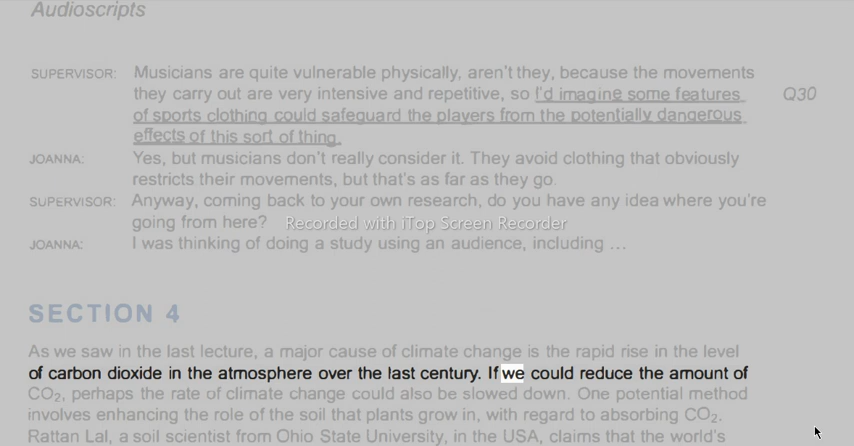 Audioscripts
SUPERVISOR: Musicians are quite vulnerable physically, aren't they, because the movements
they carry out are very intensive and repetitive, so I'd imagine some features Q30
of sports clothing could safeguard the players from the potentially dangerous
effects of this sort of thing.
JOANNA: Yes, but musicians don't really consider it. They avoid clothing that obviously
restricts their movements, but that's as far as they go.
SUPERVISOR: Anyway, coming back to your own research, do you have any idea where you're
going from here? Recorded with iTop Screen Recorder
JOANNA: I was thinking of doing a study using an audience, including ...
SECTION 4
As we saw in the last lecture, a major cause of climate change is the rapid rise in the level
of carbon dioxide in the atmosphere over the last century. If we could reduce the amount of
CO₂, perhaps the rate of climate change could also be slowed down. One potential method
involves enhancing the role of the soil that plants grow in, with regard to absorbing CO₂.
Rattan Lal, a soil scientist from Ohio State University, in the USA, claims that the world's